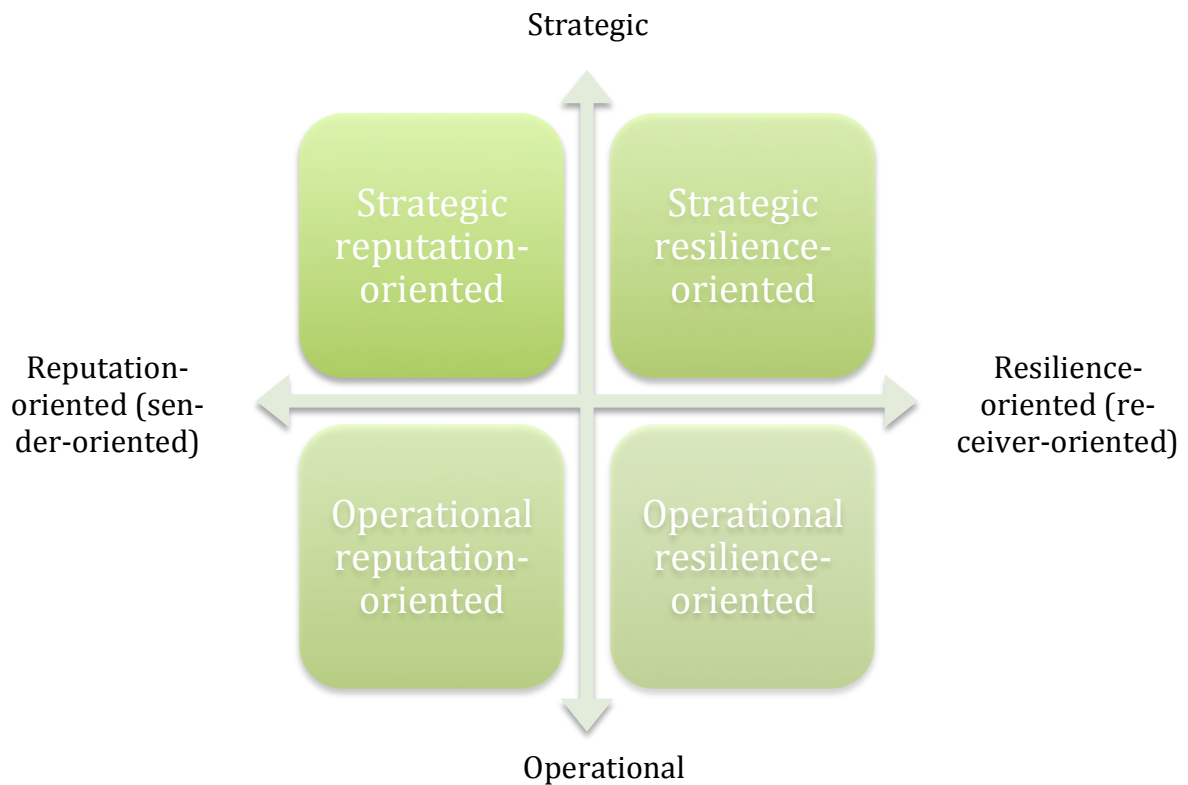 Strategic
Strategic
reputation-
oriented
Strategic
resilience-
oriented
Reputation-
oriented (sen-
der-oriented)
Resilience-
oriented (re-
ceiver-oriented)
Operational
reputation-
oriented
Operational
resilience-
oriented
Operational